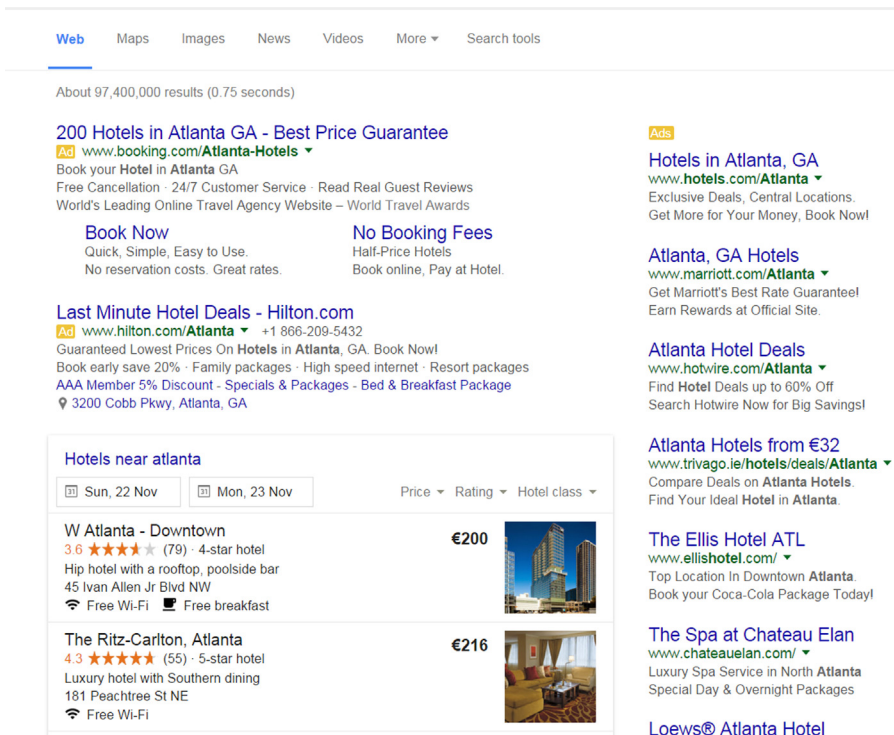 Web Maps Images News Videos More Search tools
About 97,400,000 results (0.75 seconds)
200 Hotels in Atlanta GA - Best Price Guarantee
Ad www.booking.com/Atlanta-Hotels
Book your Hotel in Atlanta GA
Free Cancellation · 24/7 Customer Service · Read Real Guest Reviews
World's Leading Online Travel Agency Website – World Travel Awards
Book Now
Quick, Simple, Easy to Use.
No reservation costs. Great rates.
No Booking Fees
Half-Price Hotels
Book online, Pay at Hotel.
Last Minute Hotel Deals - Hilton.com
Ad www.hilton.com/Atlanta +1 866-209-5432
Guaranteed Lowest Prices On Hotels in Atlanta, GA. Book Now!
Book early save 20% · Family packages · High speed internet · Resort packages
AAA Member 5% Discount - Specials & Packages - Bed & Breakfast Package
3200 Cobb Pkwy, Atlanta, GA
Hotels near atlanta
31 Sun, 22 Nov 31 Mon, 23 Nov Price Rating Hotel class
W Atlanta - Downtown €200
3.6 (79) · 4-star hotel
Hip hotel with a rooftop, poolside bar
45 Ivan Allen Jr Blvd NW
Free Wi-Fi Free breakfast
The Ritz-Carlton, Atlanta €216
4.3 (55) · 5-star hotel
Luxury hotel with Southern dining
181 Peachtree St NE
Free Wi-Fi
Ads
Hotels in Atlanta, GA
www.hotels.com/Atlanta
Exclusive Deals, Central Locations.
Get More for Your Money, Book Now!
Atlanta, GA Hotels
www.marriott.com/Atlanta
Get Marriott's Best Rate Guarantee!
Earn Rewards at Official Site.
Atlanta Hotel Deals
www.hotwire.com/Atlanta
Find Hotel Deals up to 60% Off
Search Hotwire Now for Big Savings!
Atlanta Hotels from €32
www.trivago.ie/hotels/deals/Atlanta
Compare Deals on Atlanta Hotels.
Find Your Ideal Hotel in Atlanta.
The Ellis Hotel ATL
www.ellishotel.com/
Top Location In Downtown Atlanta.
Book your Coca-Cola Package Today!
The Spa at Chateau Elan
www.chateauelan.com/
Luxury Spa Service in North Atlanta
Special Day & Overnight Packages
Loews® Atlanta Hotel